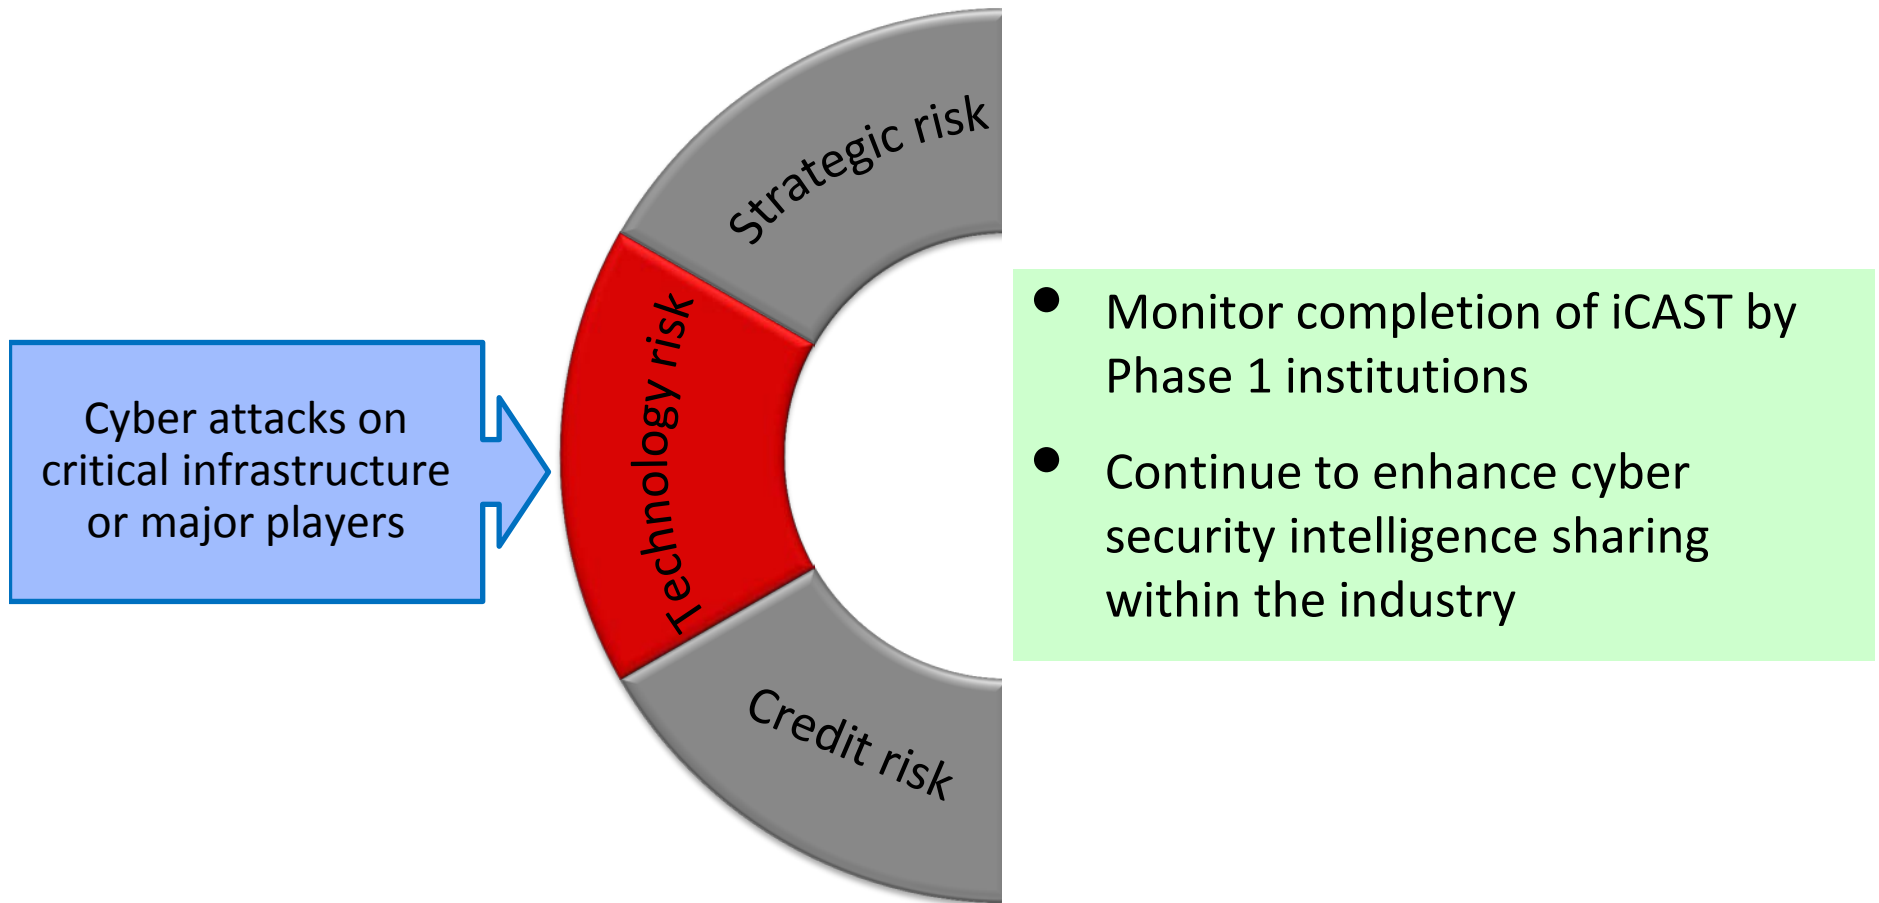 Strategic risk
Technology risk
Credit risk
Cyber attacks on
critical infrastructure
or major players
• Monitor completion of iCAST by
Phase 1 institutions
• Continue to enhance cyber
security intelligence sharing
within the industry